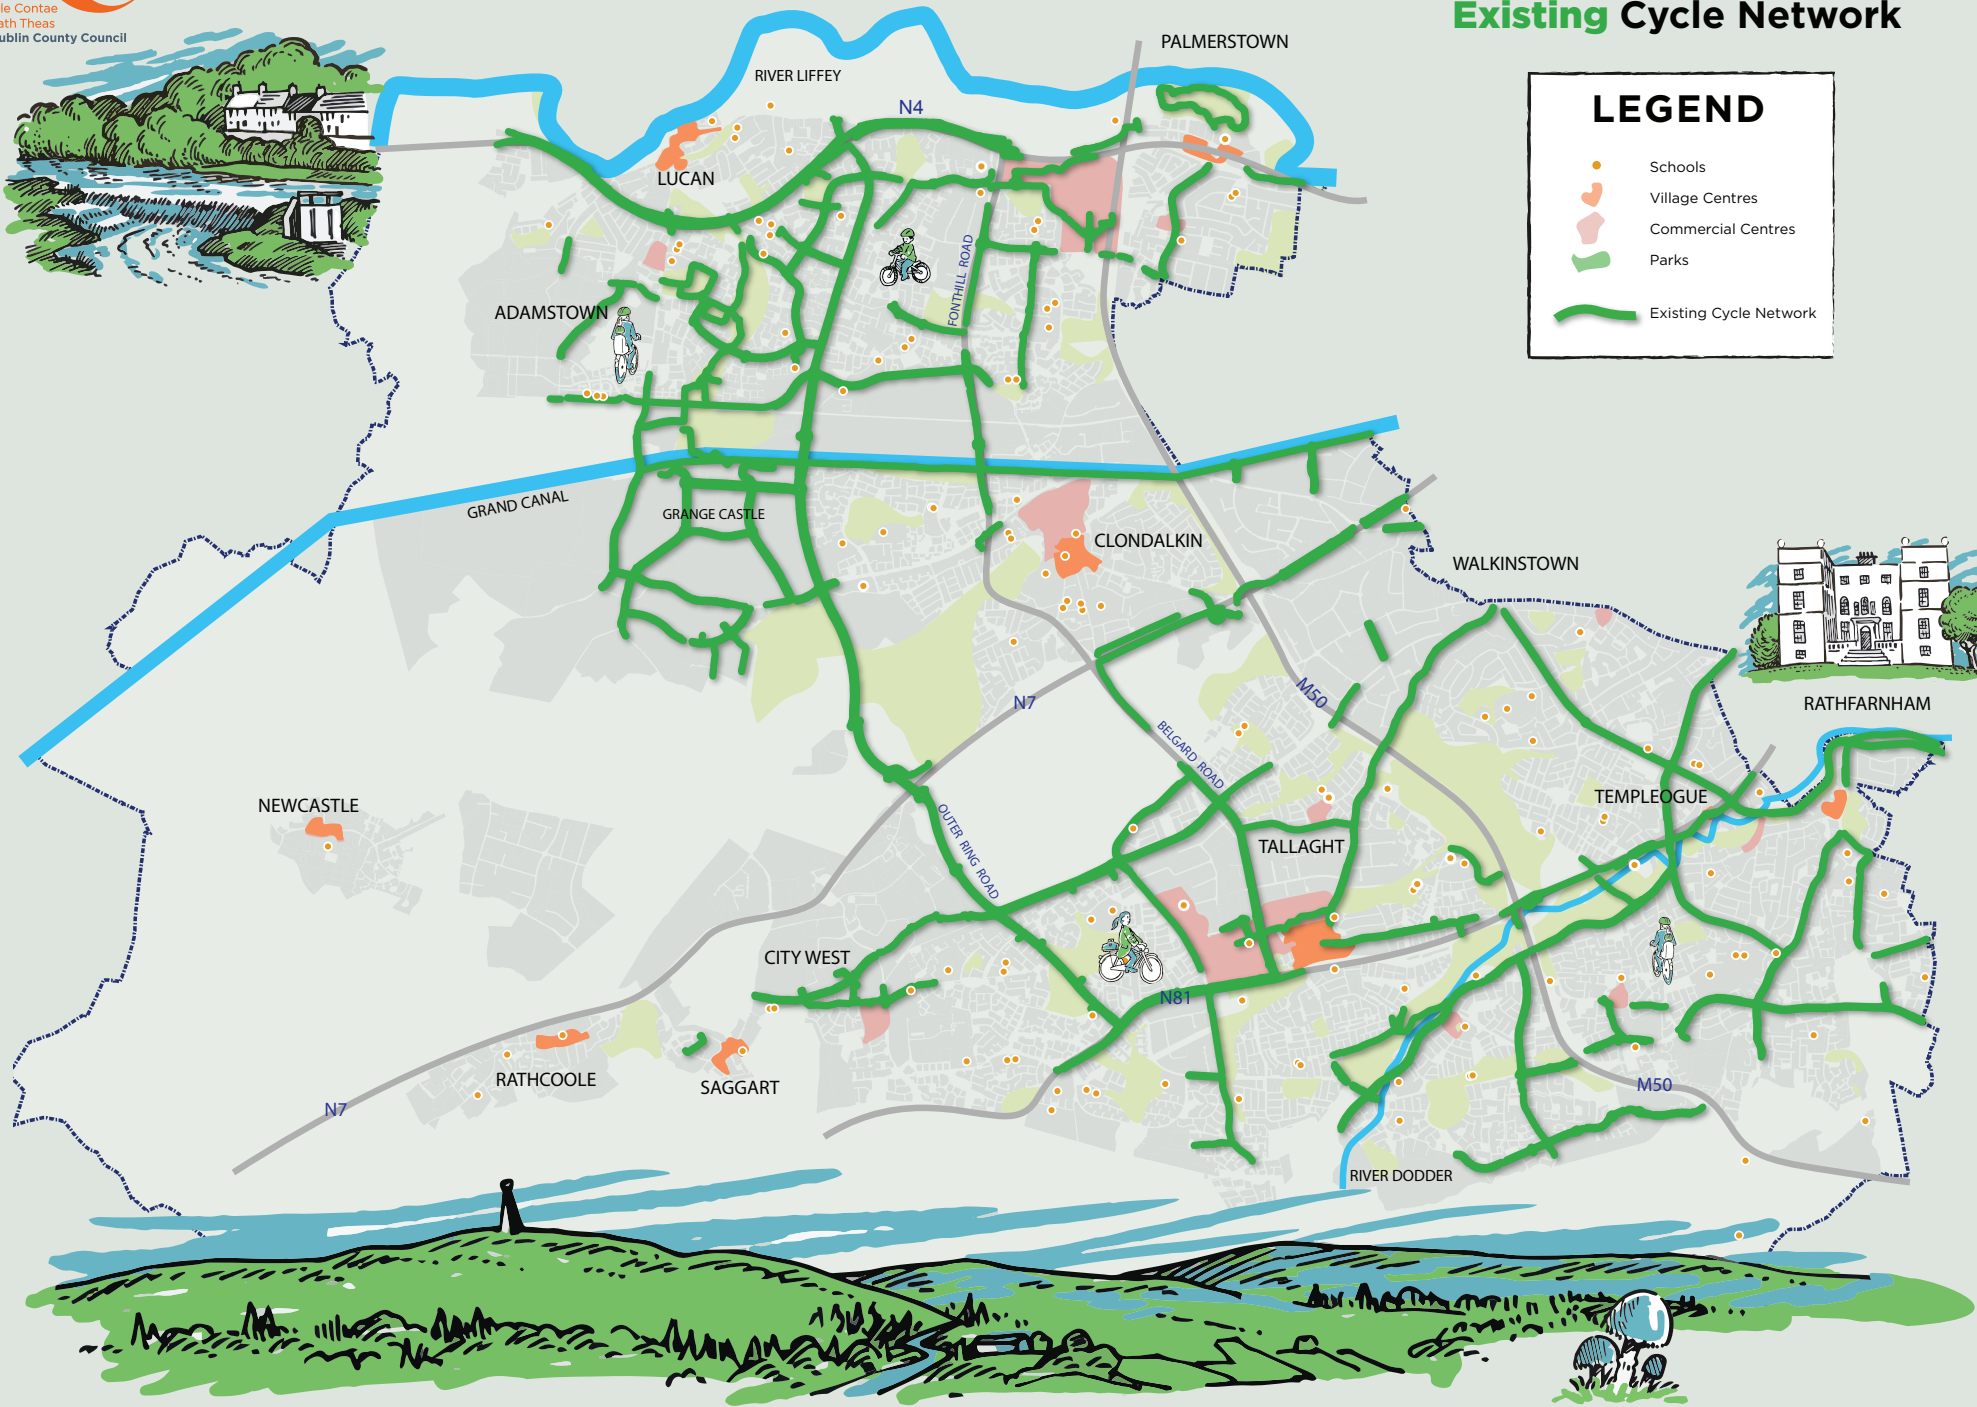 le Contae
ath Theas
ublin County Council
Existing Cycle Network
LEGEND
Schools
Village Centres
Commercial Centres
Parks
Existing Cycle Network
PALMERSTOWN
RIVER LIFFEY
N4
LUCAN
FONTHILL ROAD
ADAMSTOWN
GRAND CANAL
GRANGE CASTLE
CLONDALKIN
WALKINSTOWN
N7
M50
RATHFARNHAM
BELGARD ROAD
NEWCASTLE
OUTER RING ROAD
TEMPLEOGUE
TALLAGHT
CITY WEST
N81
RATHCOOLE
SAGGART
M50
N7
RIVER DODDER